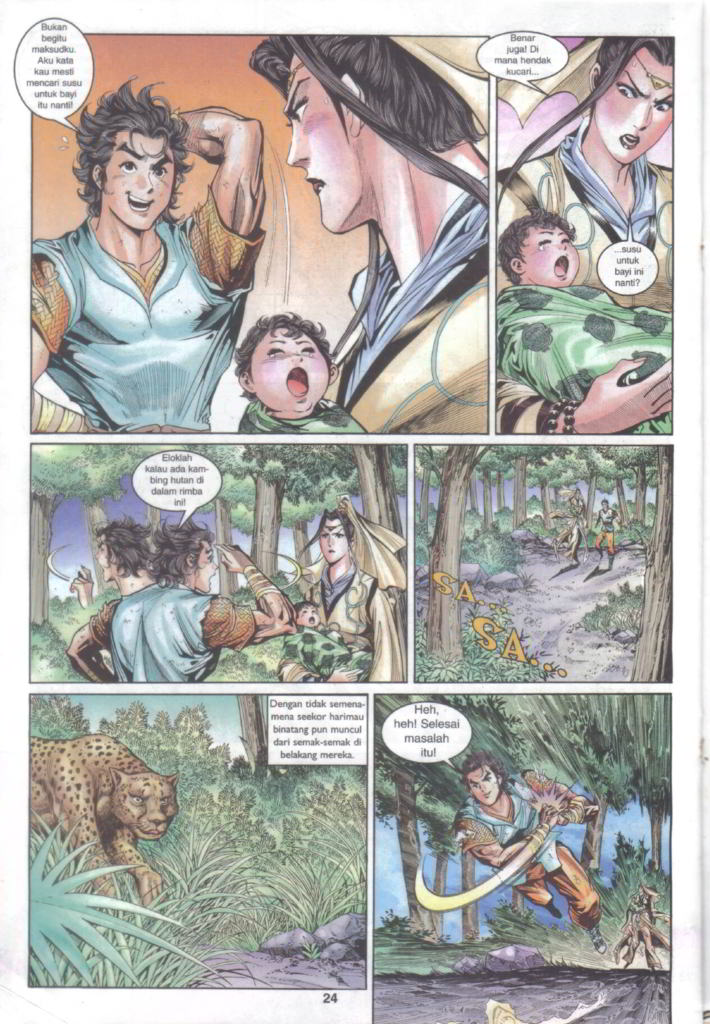 Bukan
begitu
maksudku.
Aku kata
kau mesti
mencari susu
untuk bayi
itu nanti!
Benar
juga! Di
mana hendak
kucari...
...susu
untuk
bayi ini
nanti?
Eloklah
kalau ada kam-
bing hutan di
dalam rimba
ini!
SA...
SA...
Dengan tidak semena-
mena seekor harimau
binatang pun muncul
dari semak-semak di
belakang mereka.
Heh,
heh! Selesai
masalah
itu!
24